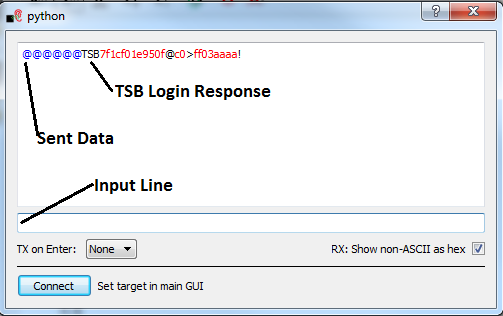 python
@@@@@@TSB7f1cf01e950f@c0>ff03aaaa!
TSB Login Response
Sent Data
Input Line
TX on Enter: None RX: Show non-ASCII as hex
Connect Set target in main GUI